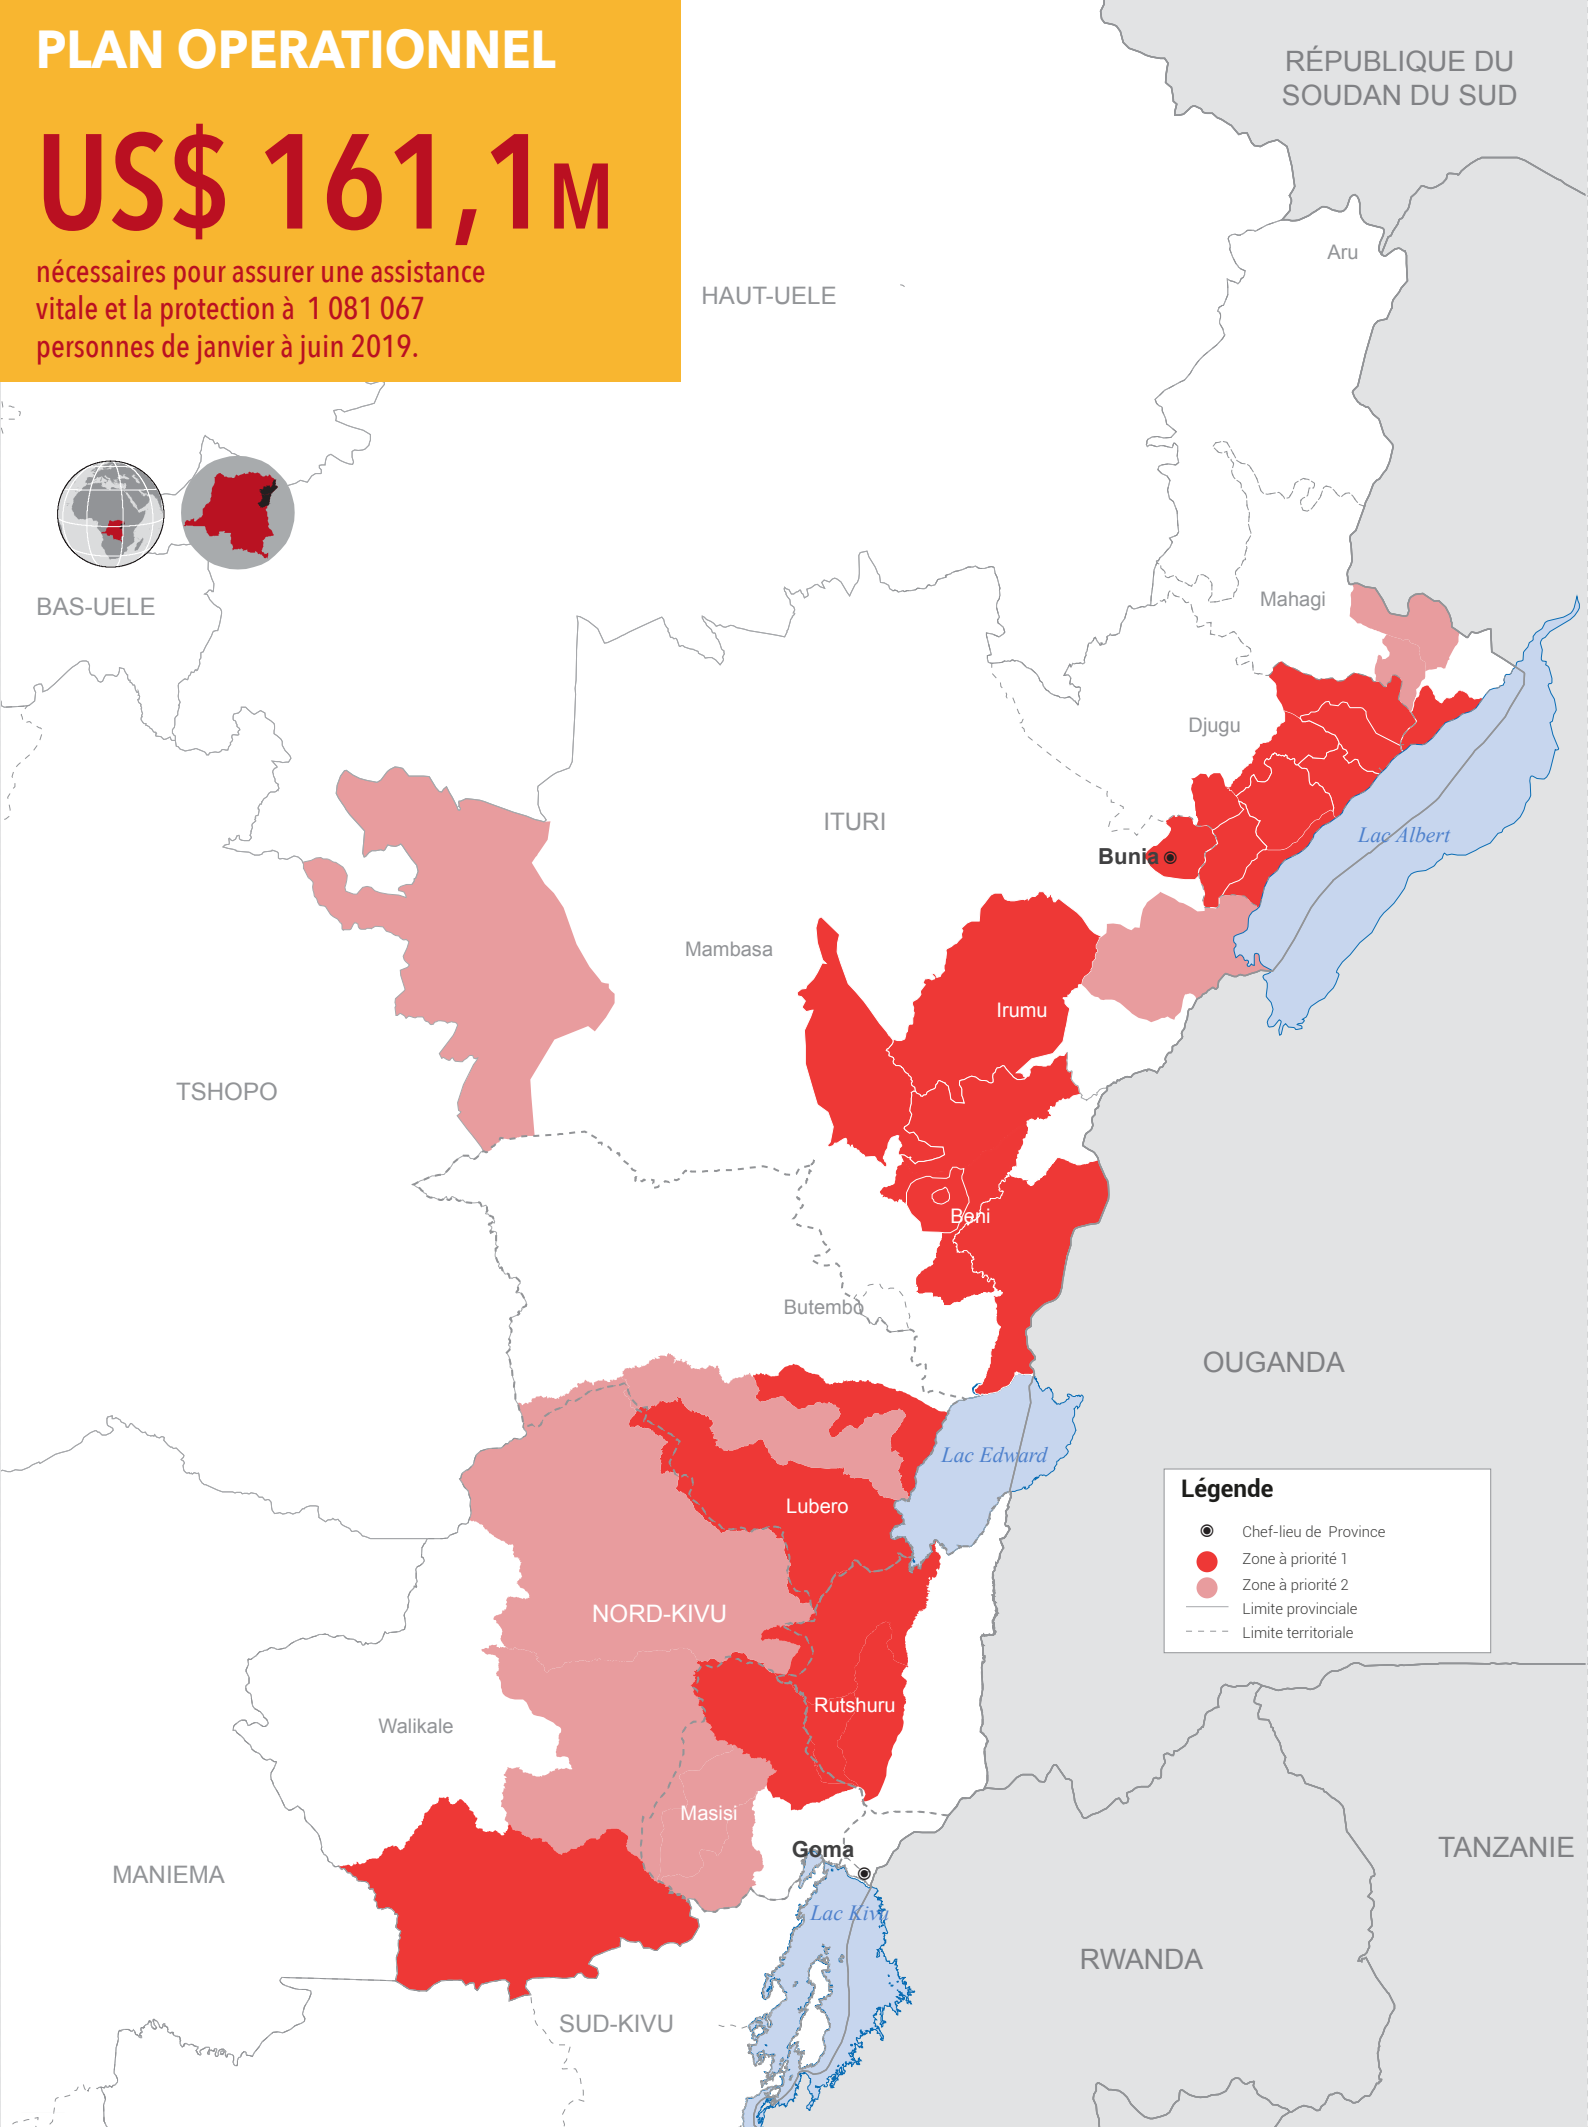 PLAN OPERATIONNEL
US$ 161,1M
nécessaires pour assurer une assistance
vitale et la protection à 1 081 067
personnes de janvier à juin 2019.
RÉPUBLIQUE DU
SOUDAN DU SUD
Aru
HAUT-UELE
BAS-UELE
Mahagi
Djugu
ITURI
Lac Albert
Bunia
Mambasa
Irumu
TSHOPO
Beni
Butembo
OUGANDA
Lac Edward
Lubero
Légende
Chef-lieu de Province
Zone à priorité 1
Zone à priorité 2
Limite provinciale
Limite territoriale
NORD-KIVU
Rutshuru
Walikale
Masisi
Goma
TANZANIE
MANIEMA
Lac Kivu
RWANDA
SUD-KIVU